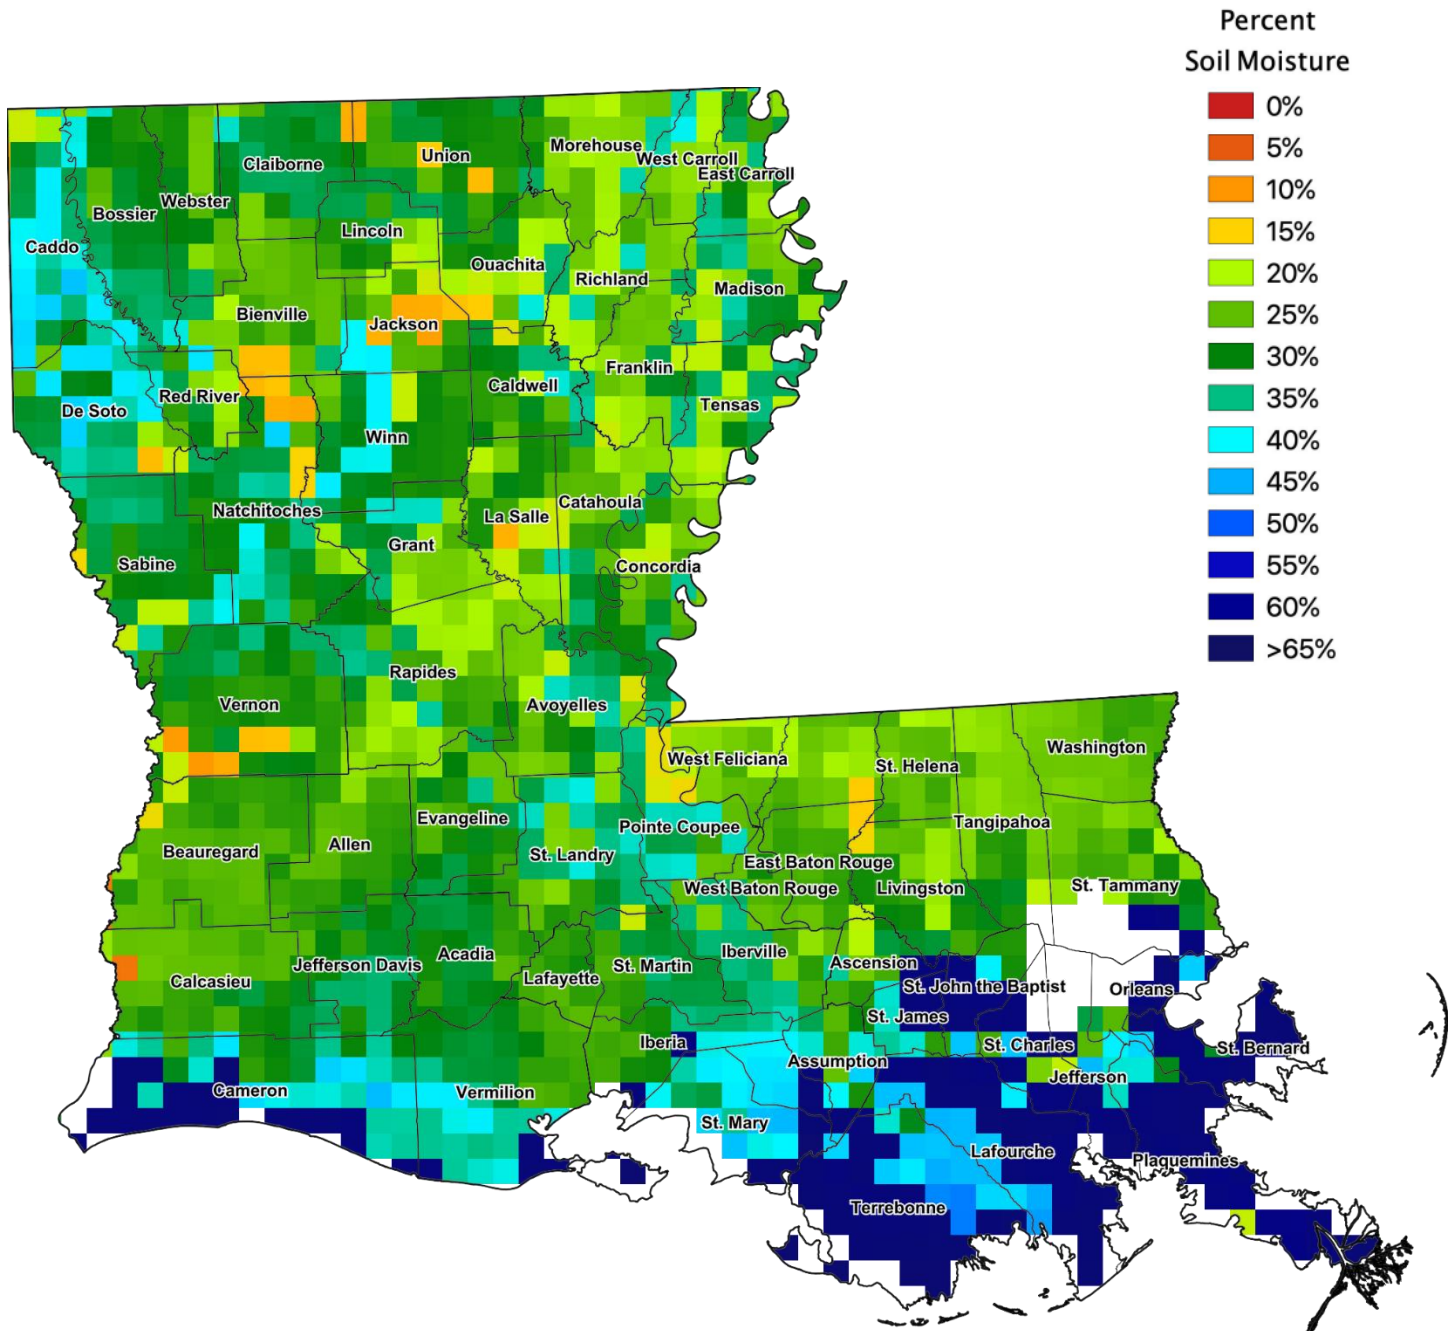 Percent
Soil Moisture
0%
5%
10%
15%
20%
25%
30%
35%
40%
45%
50%
55%
60%
>65%
Morehouse
Union
West Carroll
Claiborne
East Carroll
Webster
Bossier
Lincoln
Caddo
Ouachita
Richland
Madison
Bienville
Jackson
Franklin
Caldwell
Red River
Tensas
De Soto
Winn
Catahoula
Natchitoches
La Salle
Grant
Sabine
Concordia
Rapides
Vernon
Avoyelles
Washington
West Feliciana
St. Helena
Evangeline
Tangipahoa
Pointe Coupee
Allen
Beauregard
St. Landry
East Baton Rouge
St. Tammany
West Baton Rouge
Livingston
Iberville
Acadia
Ascension
Jefferson Davis
St. Martin
Lafayette
Calcasieu
St. John the Baptist
Orleans
St. James
Iberia
St. Charles
St. Bernard
Assumption
Jefferson
Cameron
Vermilion
St. Mary
Lafourche
Plaquemines
Terrebonne